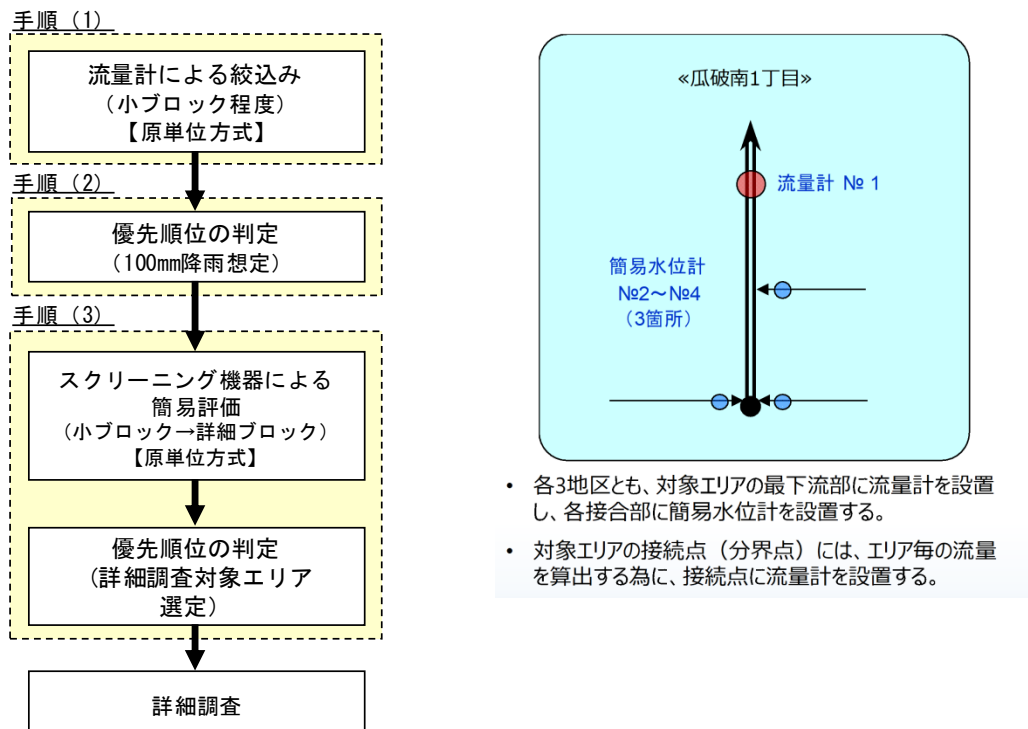 手順（1）
流量計による絞込み
（小ブロック程度）
【原単位方式】
手順（2）
優先順位の判定
（100㎜降雨想定）
手順（3）
スクリーニング機器による
簡易評価
（小ブロック→詳細ブロック）
【原単位方式】
優先順位の判定
（詳細調査対象エリア
選定）
詳細調査
≪瓜破南1丁目≫
流量計 № 1
簡易水位計
№2～№4
（3箇所）
• 各3地区とも、対象エリアの最下流部に流量計を設置
し、各接合部に簡易水位計を設置する。
• 対象エリアの接続点（分界点）には、エリア毎の流量
を算出する為に、接続点に流量計を設置する。